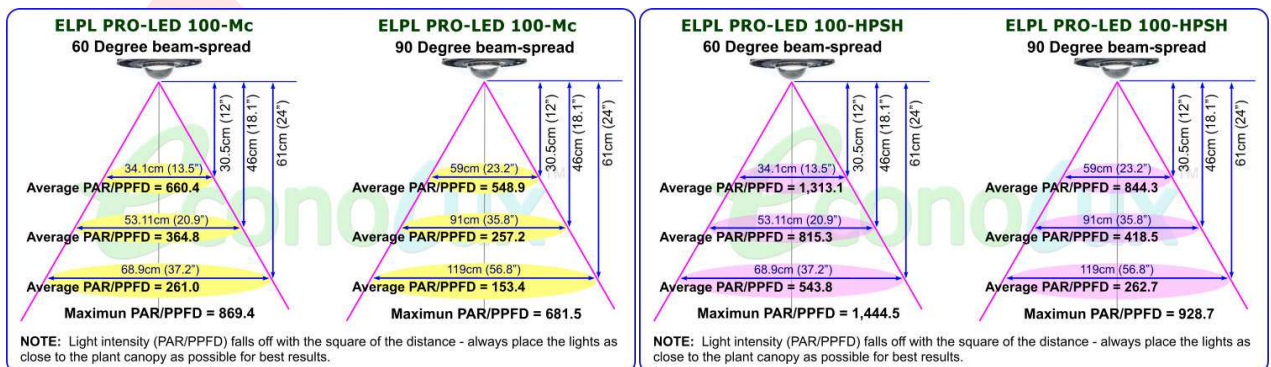 ELPL PRO-LED 100-Mc
60 Degree beam-spread
30.5cm (12")
46cm (18.1")
61cm (24")
34.1cm (13.5")
Average PAR/PPFD = 660.4
53.11cm (20.9")
Average PAR/PPFD = 364.8
68.9cm (37.2")
Average PAR/PPFD = 261.0
Maximun PAR/PPFD = 869.4
ELPL PRO-LED 100-Mc
90 Degree beam-spread
30.5cm (12")
46cm (18.1")
61cm (24")
59cm (23.2")
Average PAR/PPFD = 548.9
91cm (35.8")
Average PAR/PPFD = 257.2
119cm (56.8")
Average PAR/PPFD = 153.4
Maximun PAR/PPFD = 681.5
NOTE: Light intensity (PAR/PPFD) falls off with the square of the distance - always place the lights as
close to the plant canopy as possible for best results.
ELPL PRO-LED 100-HPSH
60 Degree beam-spread
30.5cm (12")
46cm (18.1")
61cm (24")
34.1cm (13.5")
Average PAR/PPFD = 1,313.1
53.11cm (20.9")
Average PAR/PPFD = 815.3
68.9cm (37.2")
Average PAR/PPFD = 543.8
Maximun PAR/PPFD = 1,444.5
ELPL PRO-LED 100-HPSH
90 Degree beam-spread
30.5cm (12")
46cm (18.1")
61cm (24")
59cm (23.2")
Average PAR/PPFD = 844.3
91cm (35.8")
Average PAR/PPFD = 418.5
119cm (56.8")
Average PAR/PPFD = 262.7
Maximun PAR/PPFD = 928.7
NOTE: Light intensity (PAR/PPFD) falls off with the square of the distance - always place the lights as
close to the plant canopy as possible for best results.
Econolux TM
Econolux TM